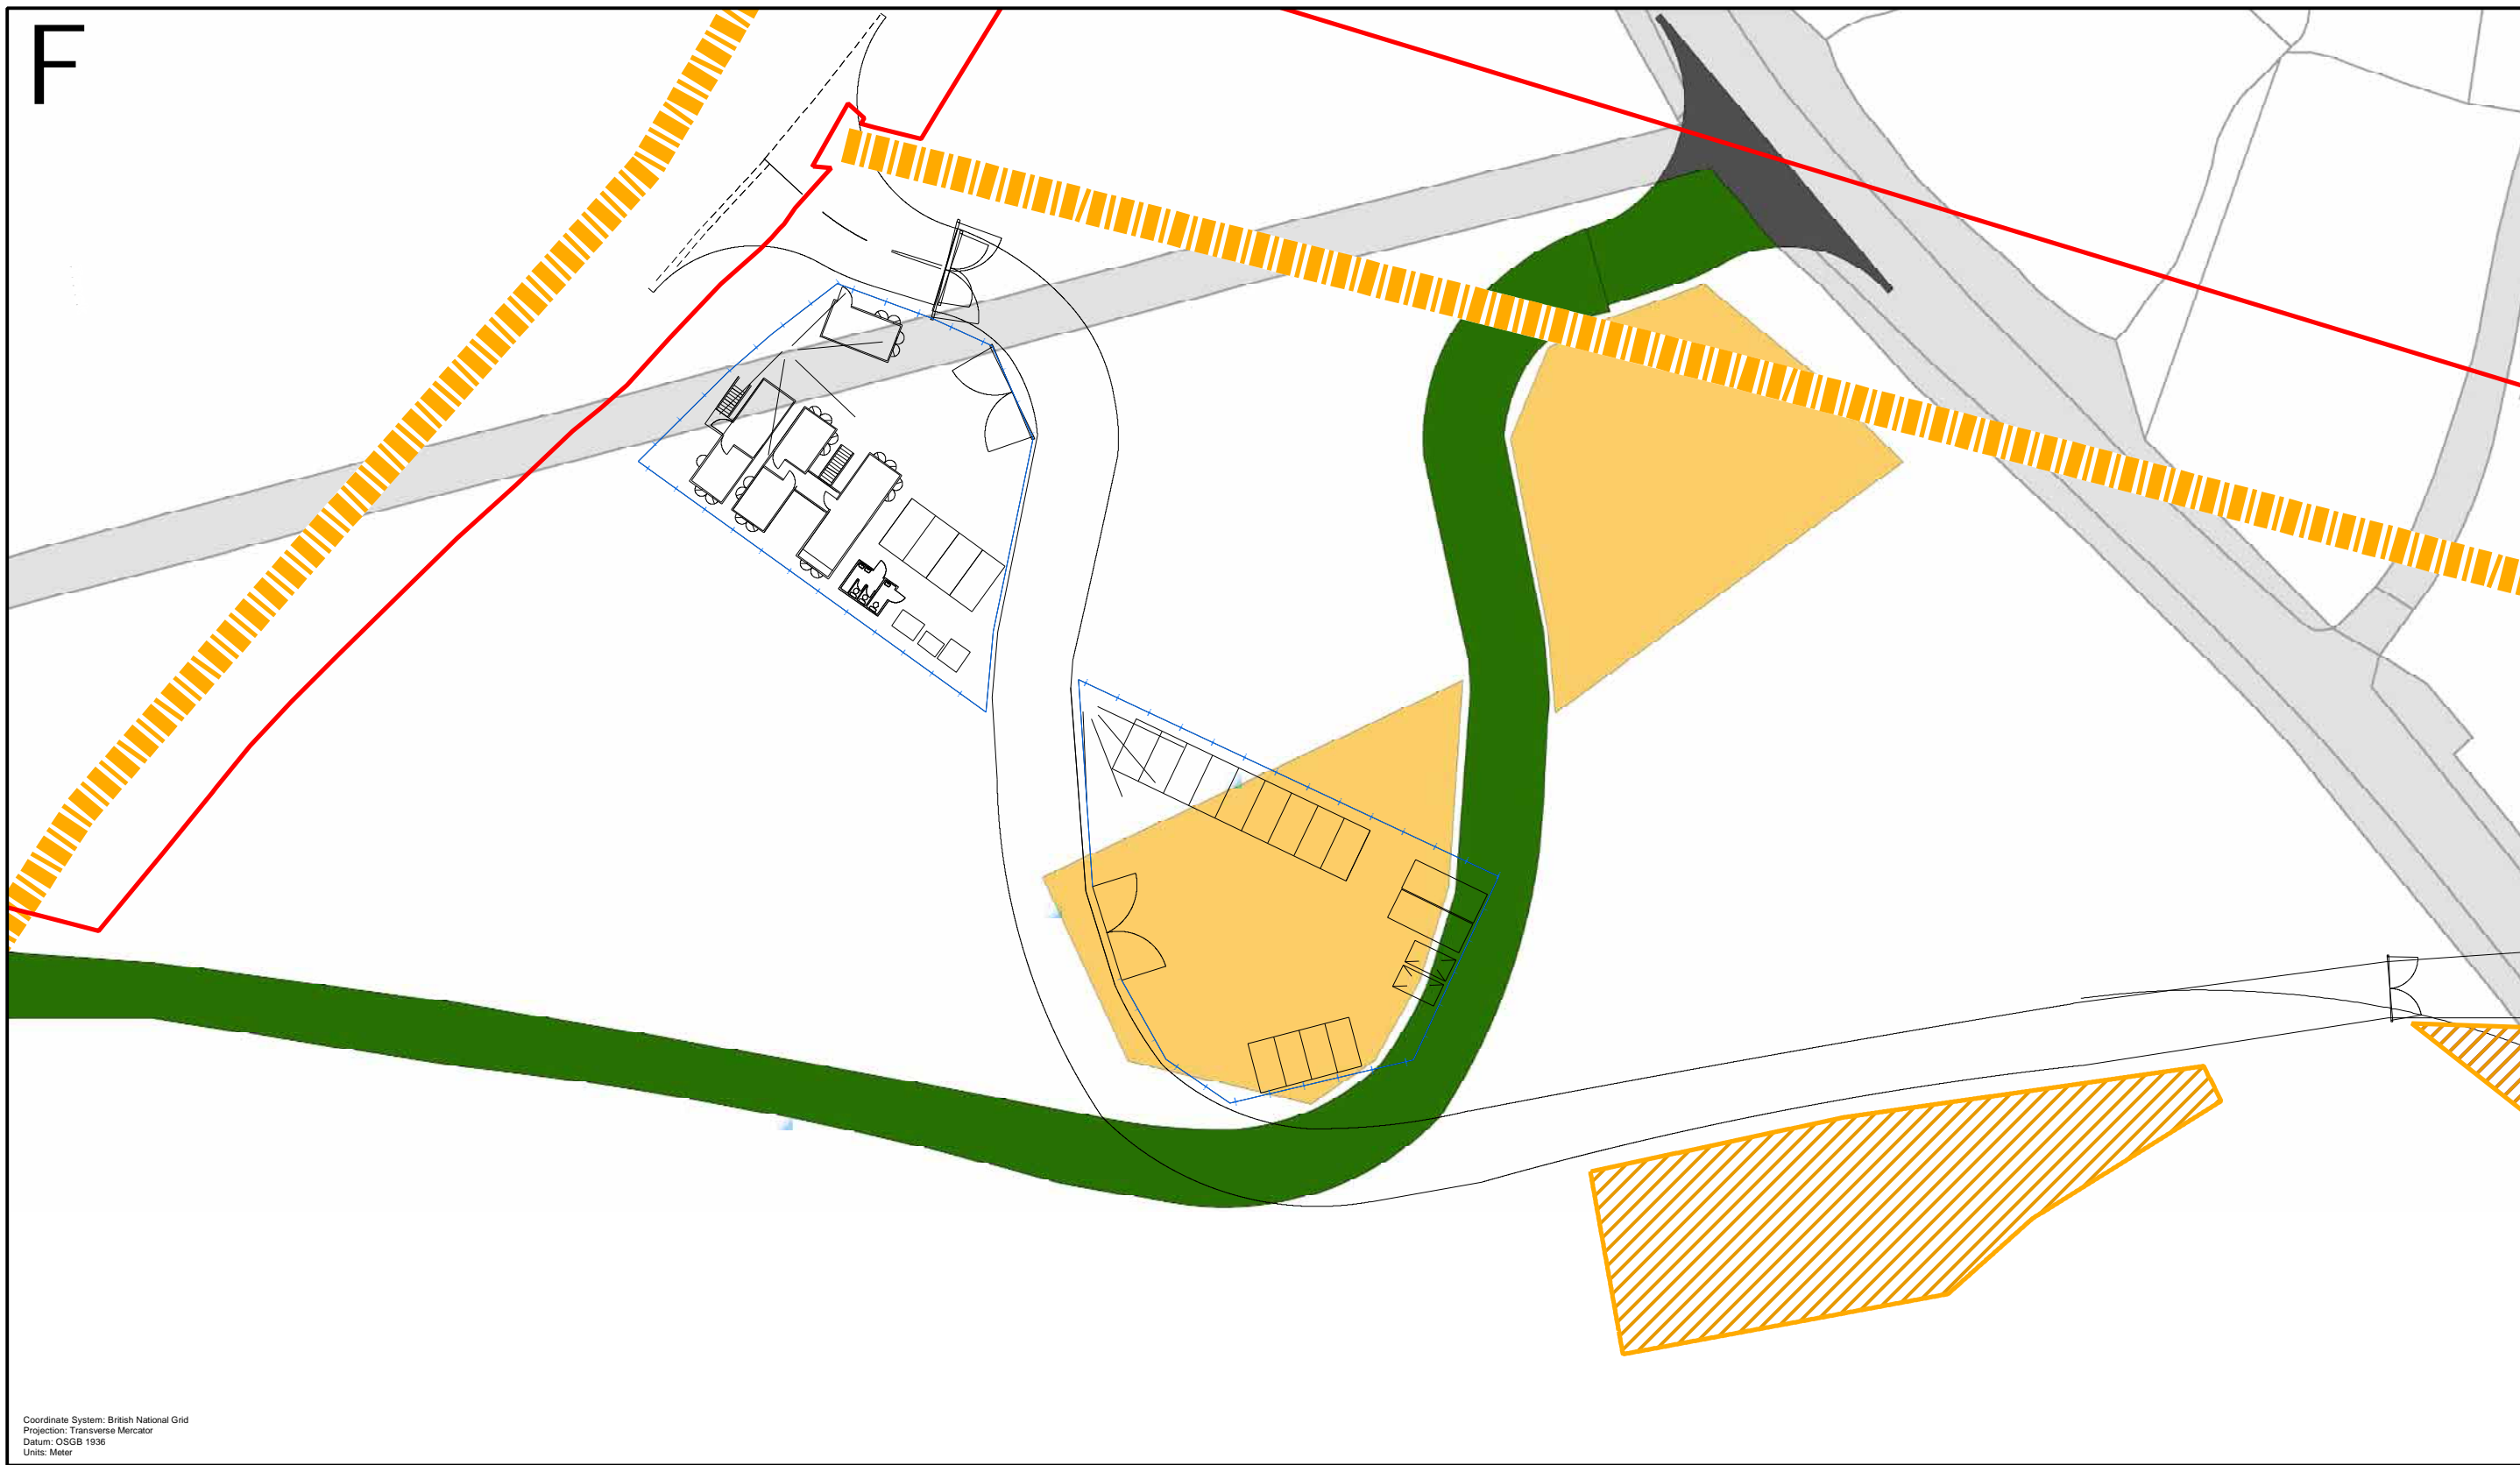 F
Coordinate System: British National Grid
Projection: Transverse Mercator
Datum: OSGB 1936
Units: Meter